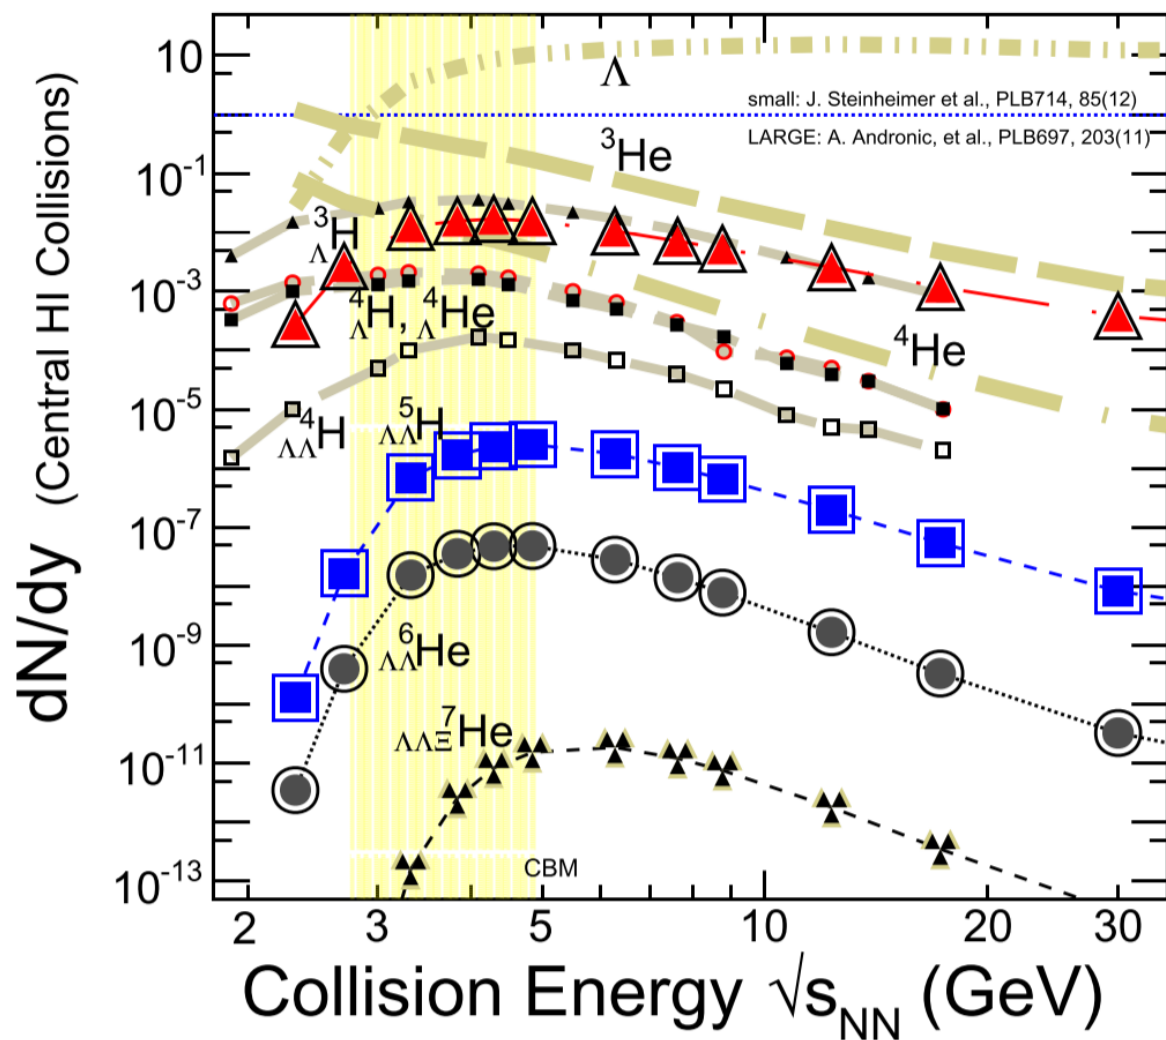 10
Λ
small: J. Steinheimer et al., PLB714, 85(12)
LARGE: A. Andronic, et al., PLB697, 203(11)
³He
10⁻¹
³ΛH
10⁻³
⁴ΛH, ⁴ΛHe
⁴He
10⁻⁵
⁴ΛΛH
⁵ΛΛH
10⁻⁷
10⁻⁹
⁶ΛΛHe
⁷ΛΛΞHe
10⁻¹¹
CBM
10⁻¹³
2 3 5 10 20 30
Collision Energy √sNN (GeV)
dN/dy (Central HI Collisions)